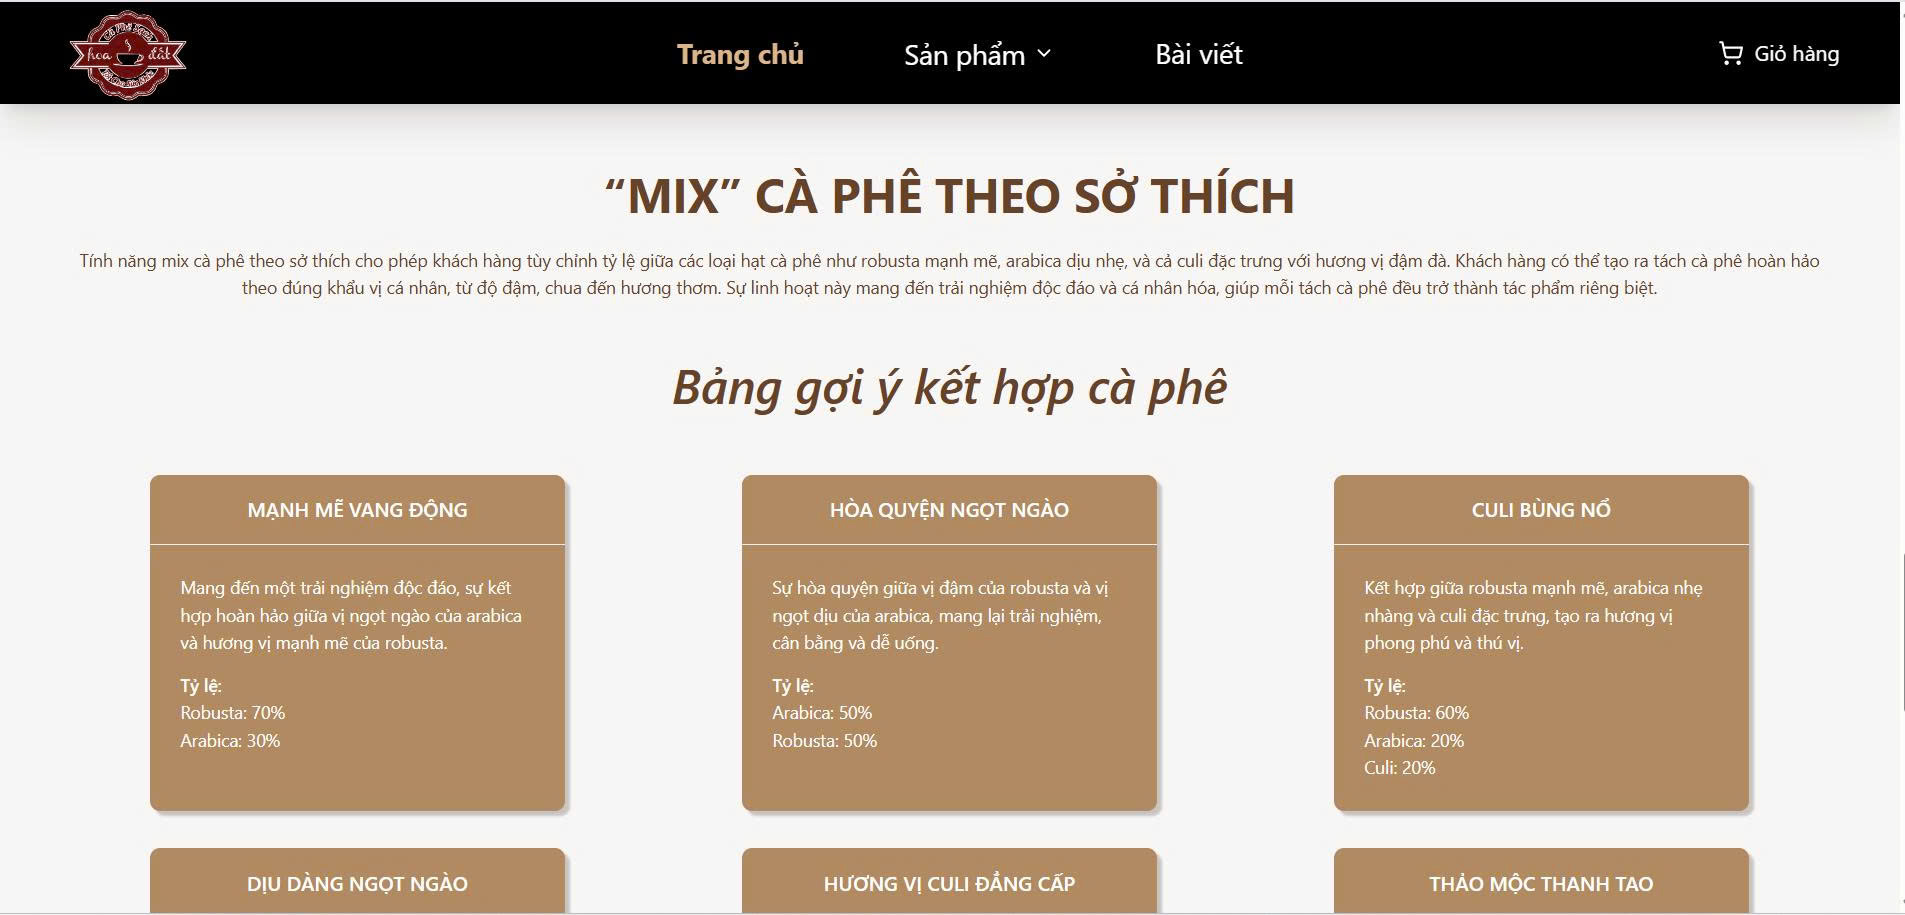 hoa đất
Trang chủ
Sản phẩm
Bài viết
Giỏ hàng
“MIX” CÀ PHÊ THEO SỞ THÍCH
Tính năng mix cà phê theo sở thích cho phép khách hàng tùy chỉnh tỷ lệ giữa các loại hạt cà phê như robusta mạnh mẽ, arabica dịu nhẹ, và cả culi đặc trưng với hương vị đậm đà. Khách hàng có thể tạo ra tách cà phê hoàn hảo
theo đúng khẩu vị cá nhân, từ độ đậm, chua đến hương thơm. Sự linh hoạt này mang đến trải nghiệm độc đáo và cá nhân hóa, giúp mỗi tách cà phê đều trở thành tác phẩm riêng biệt.
Bảng gợi ý kết hợp cà phê
MẠNH MẼ VANG ĐỘNG
Mang đến một trải nghiệm độc đáo, sự kết
hợp hoàn hảo giữa vị ngọt ngào của arabica
và hương vị mạnh mẽ của robusta.
Tỷ lệ:
Robusta: 70%
Arabica: 30%
HÒA QUYỆN NGỌT NGÀO
Sự hòa quyện giữa vị đậm của robusta và vị
ngọt dịu của arabica, mang lại trải nghiệm,
cân bằng và dễ uống.
Tỷ lệ:
Arabica: 50%
Robusta: 50%
CULI BÙNG NỔ
Kết hợp giữa robusta mạnh mẽ, arabica nhẹ
nhàng và culi đặc trưng, tạo ra hương vị
phong phú và thú vị.
Tỷ lệ:
Robusta: 60%
Arabica: 20%
Culi: 20%
DỊU DÀNG NGỌT NGÀO
HƯƠNG VỊ CULI ĐẲNG CẤP
THẢO MỘC THANH TAO